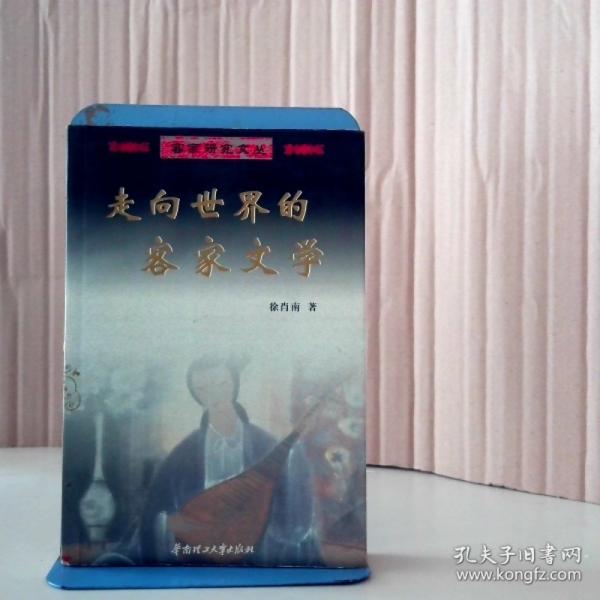 客家研究文丛
走向世界的
客家文学
徐肖南 著
华南理工大学出版社
孔夫子旧书网
www.kongfz.com